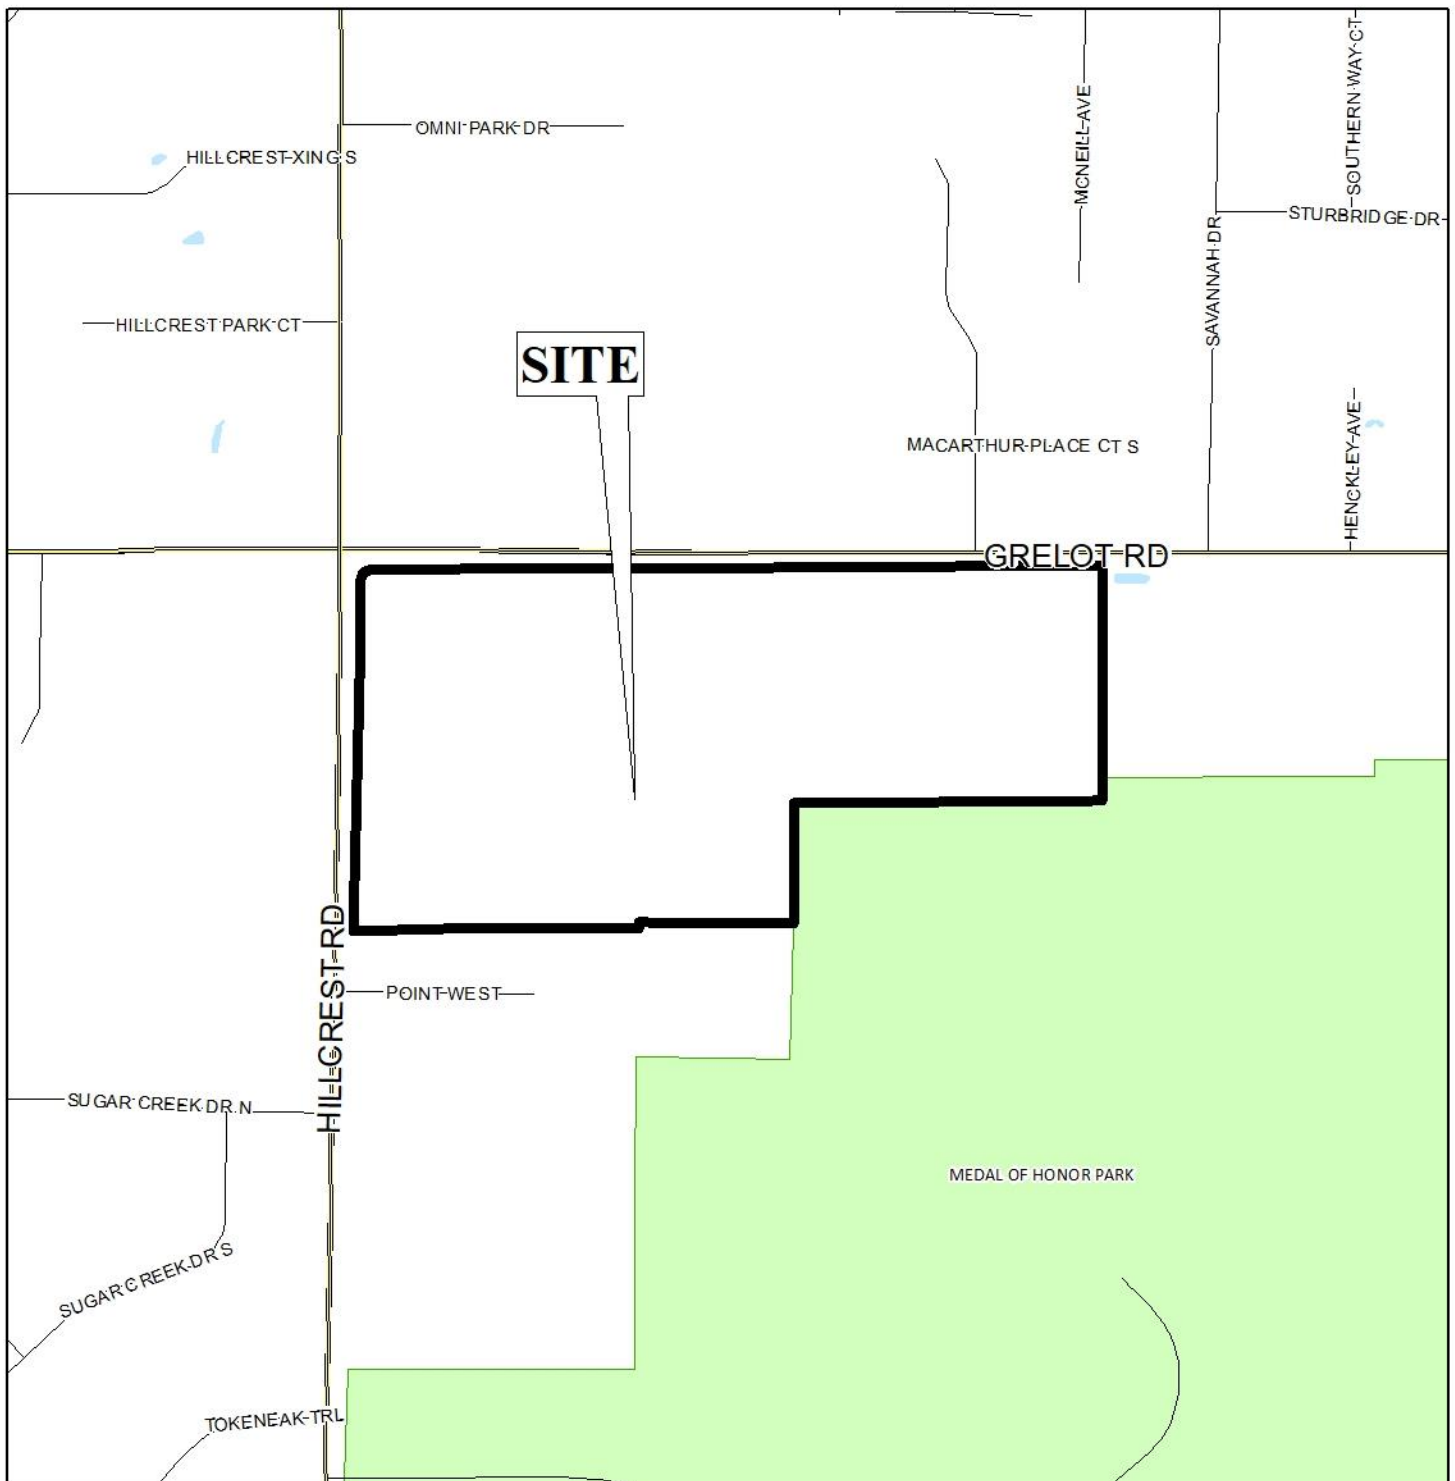 SOUTHERN WAY CT
OMNI PARK DR
MCNEILL AVE
HILLCREST XING S
STURBRIDGE DR
SAVANNAH DR
HILLCREST PARK CT
SITE
MACARTHUR PLACE CT S
HENCKLEY AVE
GRELOT RD
HILLCREST RD
POINT WEST
SUGAR CREEK DR N
MEDAL OF HONOR PARK
SUGAR CREEK DR S
TOKENEAK TRL